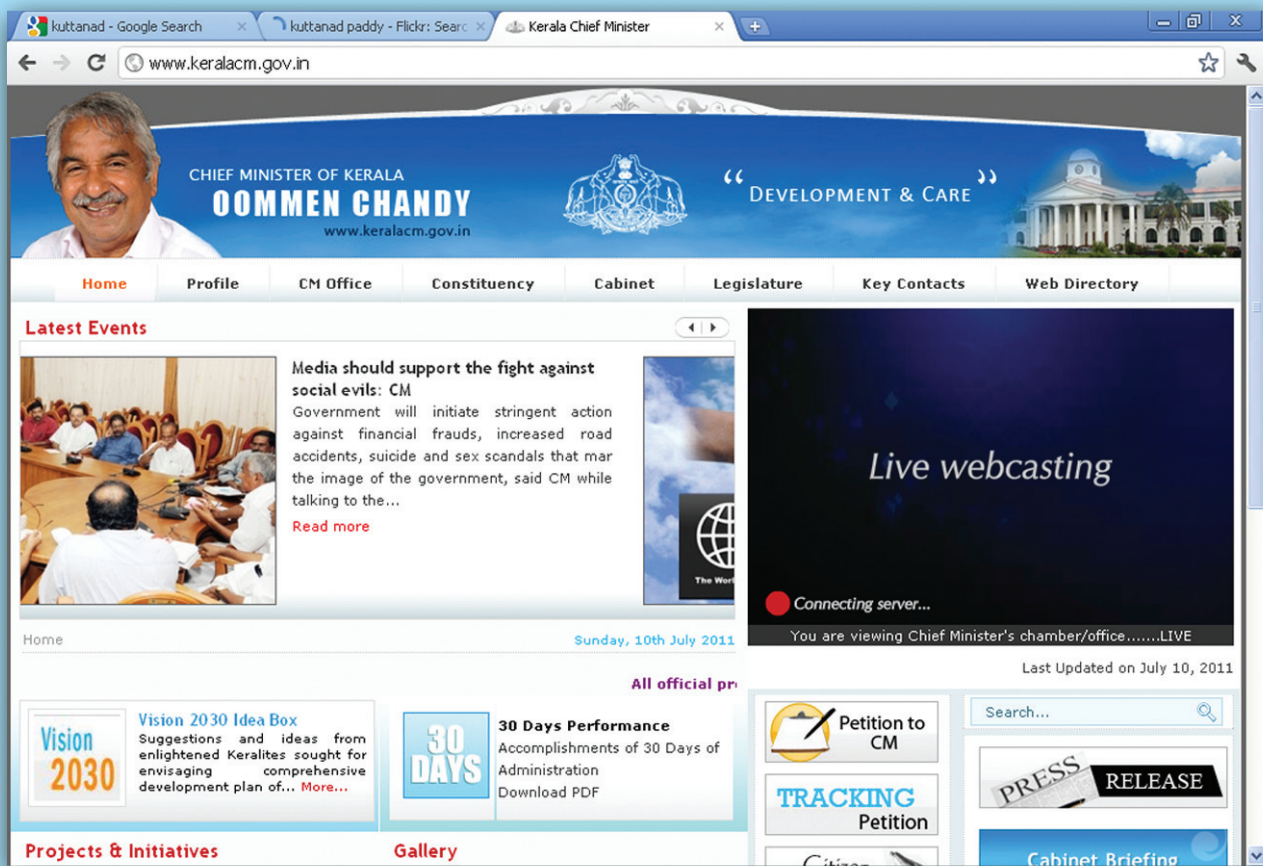 kuttanad - Google Search
kuttanad paddy - Flickr: Searc
Kerala Chief Minister
www.keralacm.gov.in
CHIEF MINISTER OF KERALA
OOMMEN CHANDY
www.keralacm.gov.in
“ DEVELOPMENT & CARE ”
Home Profile CM Office Constituency Cabinet Legislature Key Contacts Web Directory
Latest Events
Media should support the fight against
social evils: CM
Government will initiate stringent action
against financial frauds, increased road
accidents, suicide and sex scandals that mar
the image of the government, said CM while
talking to the...
Read more
The Worl
Live webcasting
Connecting server...
You are viewing Chief Minister's chamber/office.......LIVE
Home
Sunday, 10th July 2011
Last Updated on July 10, 2011
All official pr
Vision
2030
Vision 2030 Idea Box
Suggestions and ideas from
enlightened Keralites sought for
envisaging comprehensive
development plan of... More...
30
DAYS
30 Days Performance
Accomplishments of 30 Days of
Administration
Download PDF
Petition to
CM
TRACKING
Petition
Citizen
Search...
PRESS RELEASE
Cabinet Briefing
Projects & Initiatives
Gallery